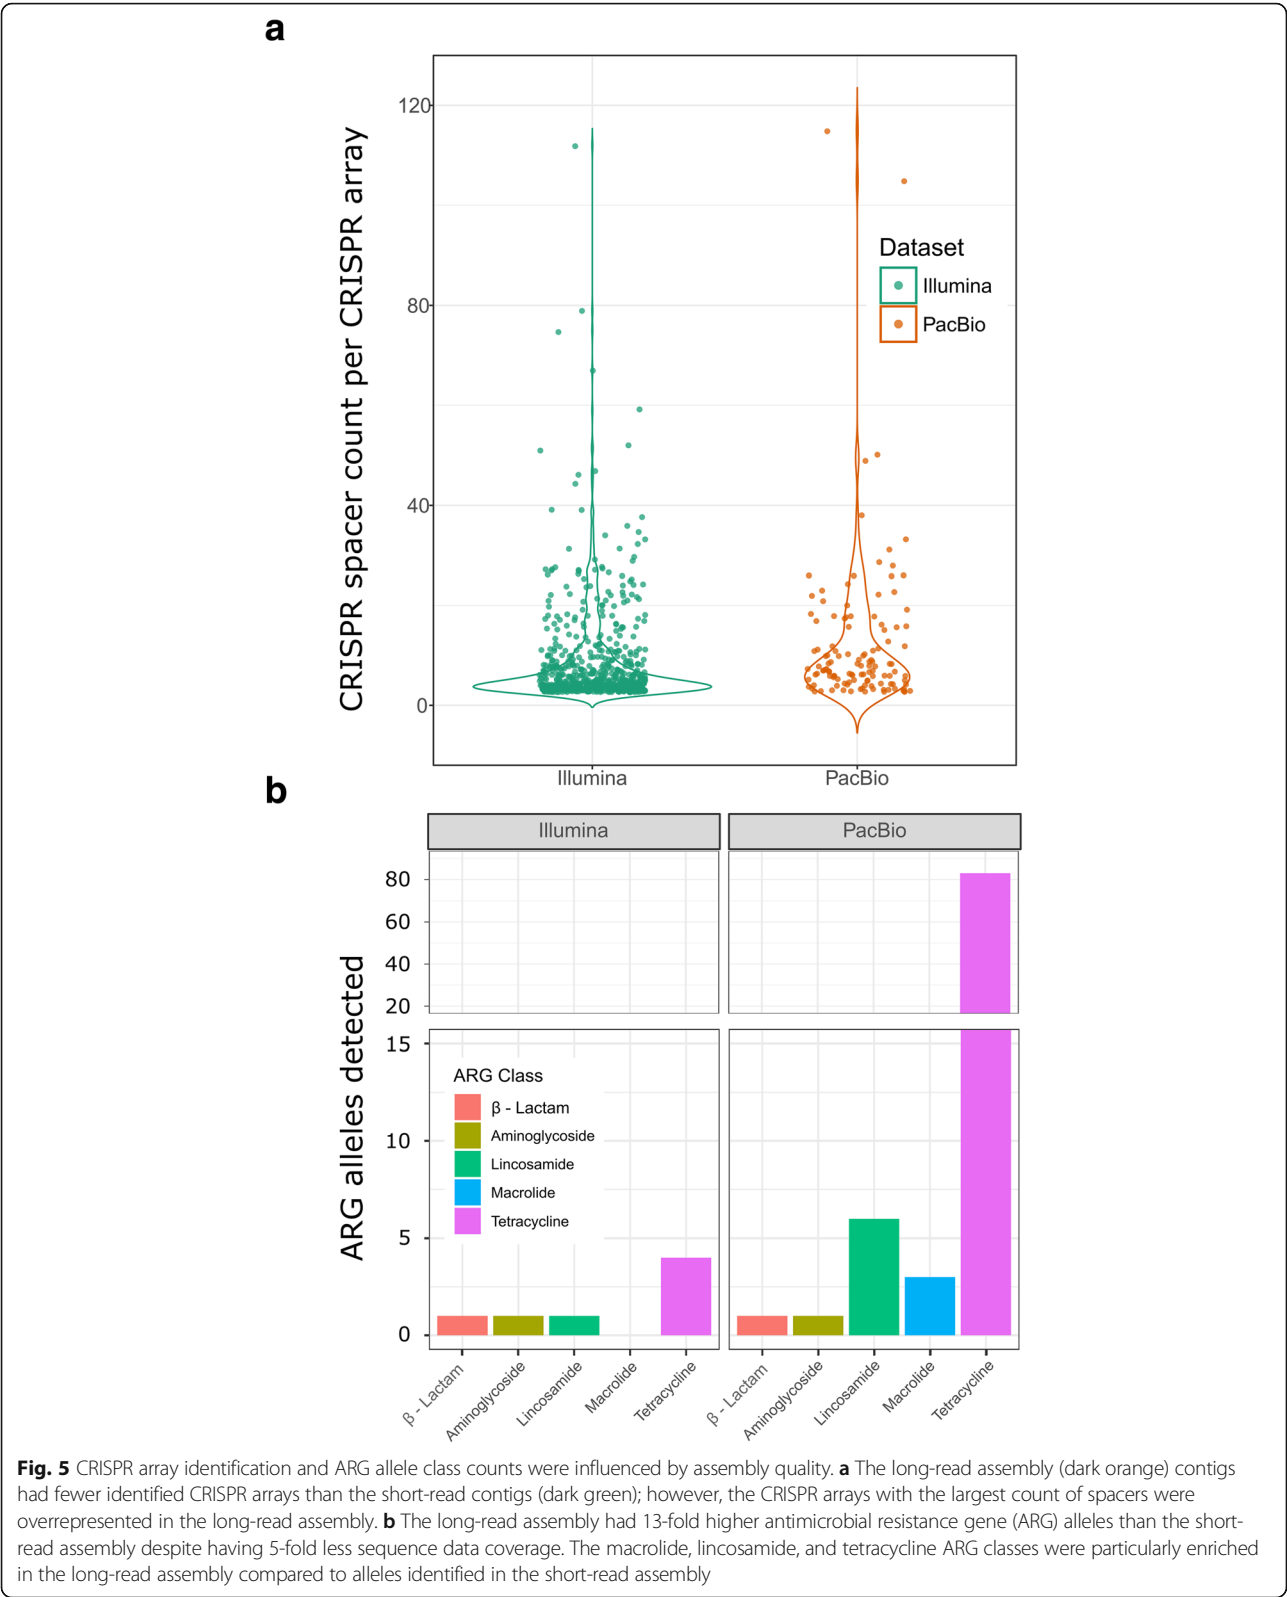 a
CRISPR spacer count per CRISPR array
120
80
40
0
Dataset
Illumina
PacBio
Illumina
PacBio
b
Illumina
PacBio
ARG alleles detected
80
60
40
20
15
10
5
0
ARG Class
β - Lactam
Aminoglycoside
Lincosamide
Macrolide
Tetracycline
β - Lactam
Aminoglycoside
Lincosamide
Macrolide
Tetracycline
β - Lactam
Aminoglycoside
Lincosamide
Macrolide
Tetracycline
Fig. 5 CRISPR array identification and ARG allele class counts were influenced by assembly quality. a The long-read assembly (dark orange) contigs
had fewer identified CRISPR arrays than the short-read contigs (dark green); however, the CRISPR arrays with the largest count of spacers were
overrepresented in the long-read assembly. b The long-read assembly had 13-fold higher antimicrobial resistance gene (ARG) alleles than the short-
read assembly despite having 5-fold less sequence data coverage. The macrolide, lincosamide, and tetracycline ARG classes were particularly enriched
in the long-read assembly compared to alleles identified in the short-read assembly